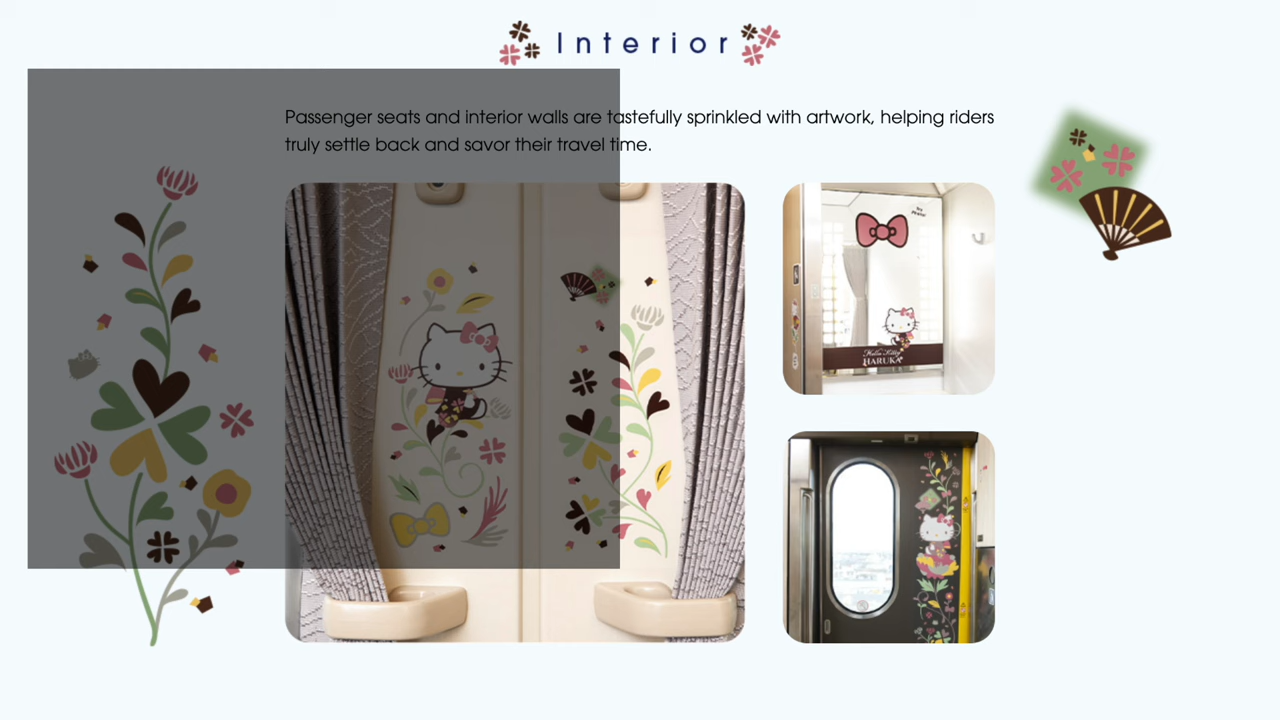 Interior
Passenger seats and interior walls are tastefully sprinkled with artwork, helping riders
truly settle back and savor their travel time.
Hello Kitty
HARUKA